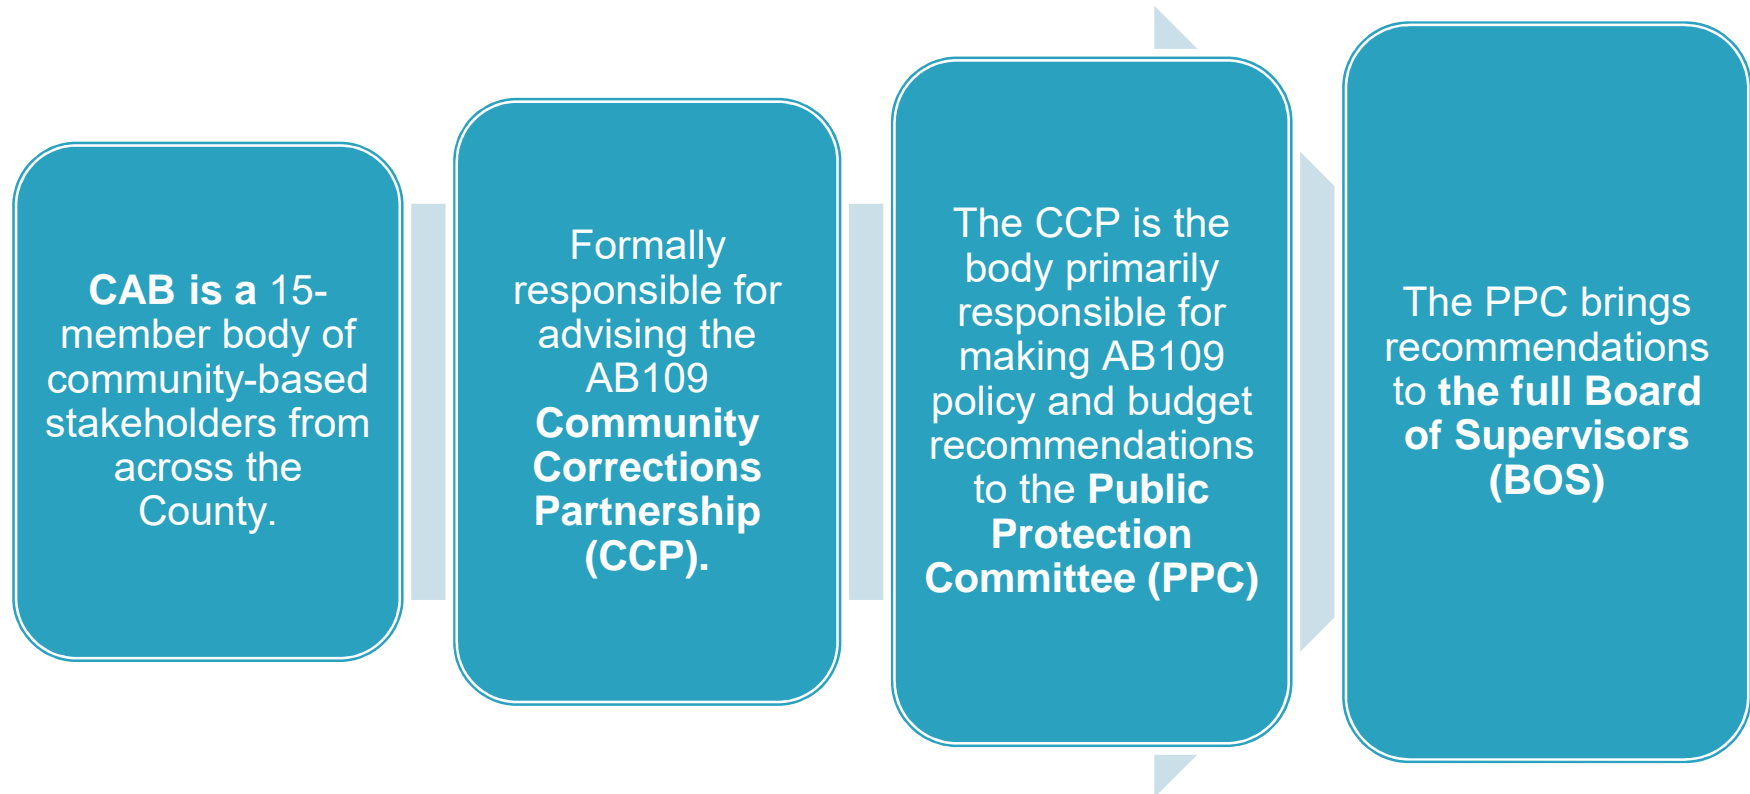 CAB is a 15-
member body of
community-based
stakeholders from
across the
County.
Formally
responsible for
advising the
AB109
Community
Corrections
Partnership
(CCP).
The CCP is the
body primarily
responsible for
making AB109
policy and budget
recommendations
to the Public
Protection
Committee (PPC)
The PPC brings
recommendations
to the full Board
of Supervisors
(BOS)